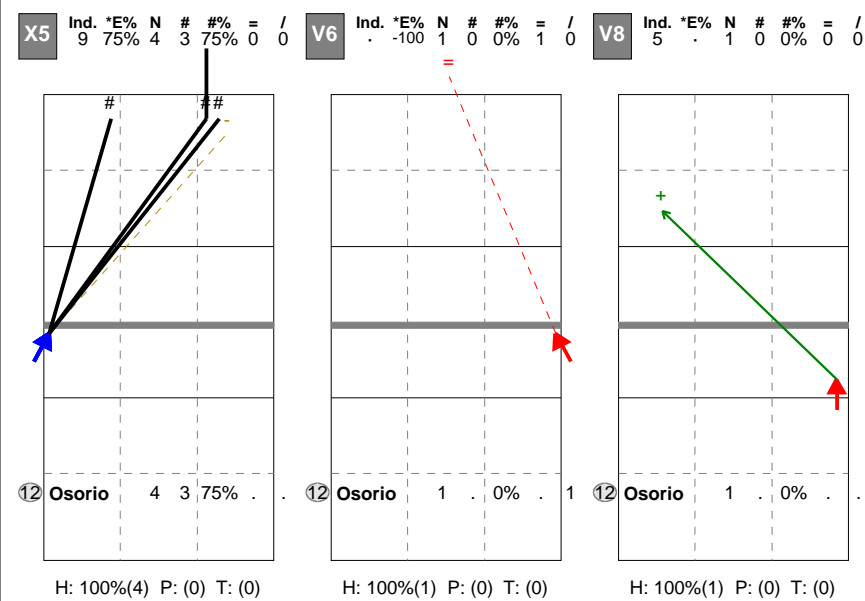 X5 Ind. *E% N # #% = /
9 75% 4 3 75% 0 0
# # # -
12 Osorio 4 3 75% . .
H: 100%(4) P: (0) T: (0)
V6 Ind. *E% N # #% = /
. -100 1 0 0% 1 0
=
12 Osorio 1 . 0% . 1
H: 100%(1) P: (0) T: (0)
V8 Ind. *E% N # #% = /
5 . 1 0 0% 0 0
+
12 Osorio 1 . 0% . .
H: 100%(1) P: (0) T: (0)